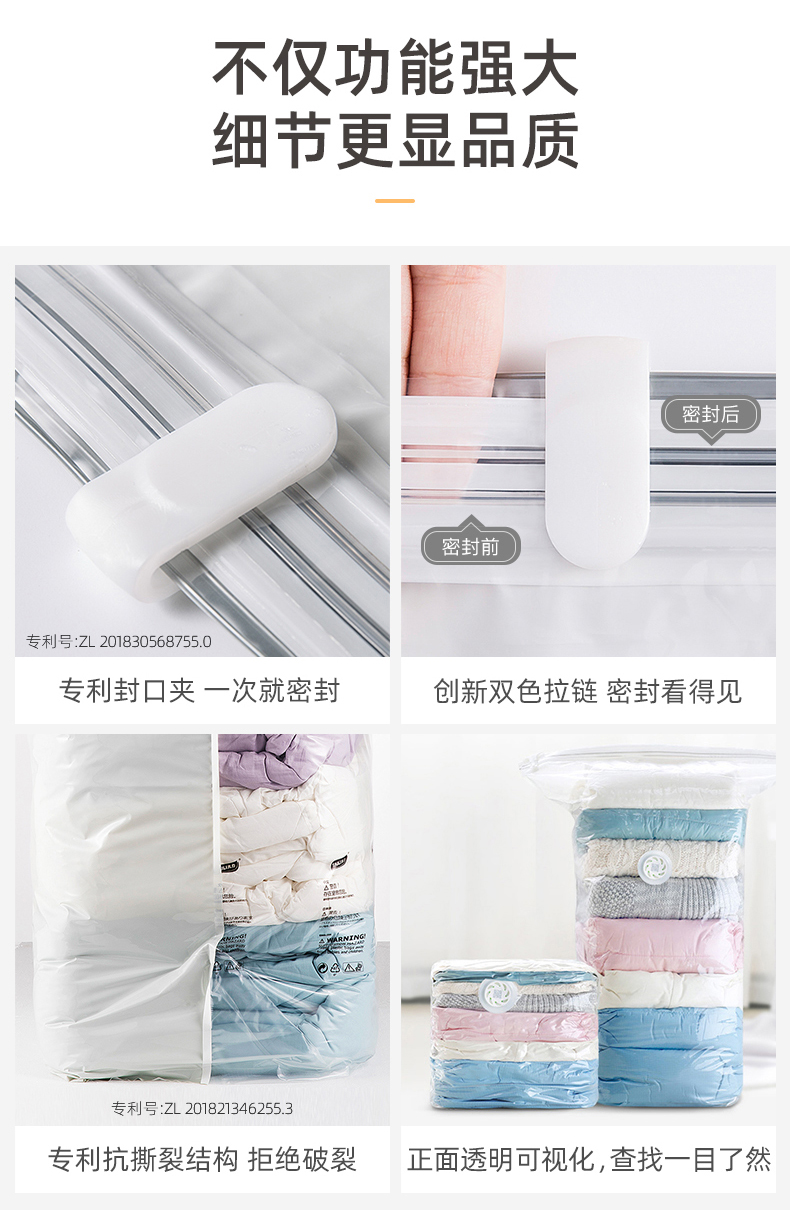 不仅功能强大
细节更显品质
密封后
密封前
专利号:ZL 201830568755.0
专利封口夹 一次就密封
创新双色拉链 密封看得见
WARNING!
专利号:ZL 201821346255.3
专利抗撕裂结构 拒绝破裂
正面透明可视化,查找一目了然